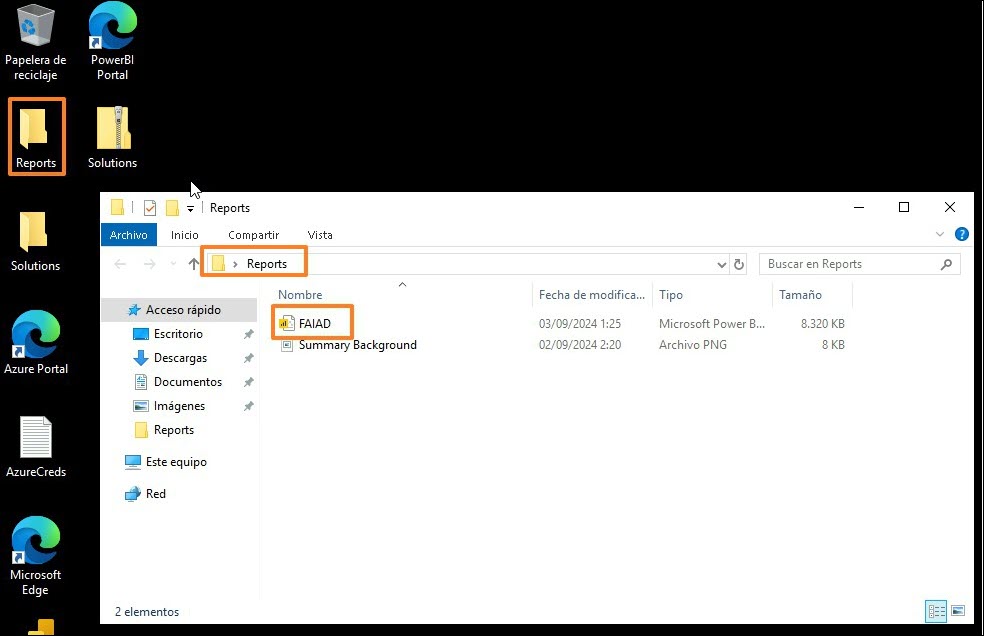 Papelera de
reciclaje
PowerBI
Portal
Reports
Solutions
Solutions
Azure Portal
AzureCreds
Microsoft
Edge
Reports
Archivo
Inicio
Compartir
Vista
Reports
Buscar en Reports
Nombre
Fecha de modifica...
Tipo
Tamaño
FAIAD
03/09/2024 1:25
Microsoft Power B...
8.320 KB
Summary Background
02/09/2024 2:20
Archivo PNG
8 KB
Acceso rápido
Escritorio
Descargas
Documentos
Imágenes
Reports
Este equipo
Red
2 elementos